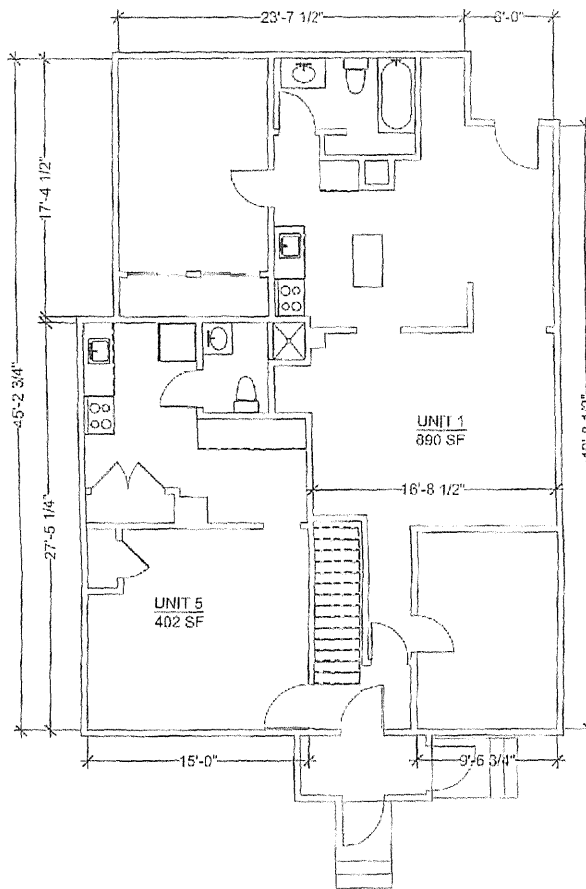 23'-7 1/2"
6'-0"
17'-4 1/2"
45'-2 3/4"
UNIT 1
890 SF
16'-8 1/2"
27'-5 1/4"
UNIT 5
402 SF
15'-0"
9'-6 3/4"